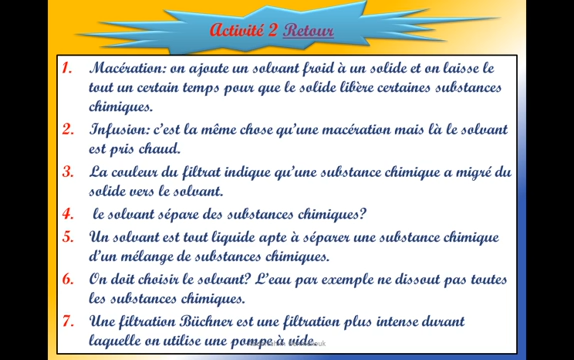 Activité 2 Retour
1. Macération: on ajoute un solvant froid à un solide et on laisse le
tout un certain temps pour que le solide libère certaines substances
chimiques.
2. Infusion: c'est la même chose qu'une macération mais là le solvant
est pris chaud.
3. La couleur du filtrat indique qu'une substance chimique a migré du
solide vers le solvant.
4. le solvant sépare des substances chimiques?
5. Un solvant est tout liquide apte à séparer une substance chimique
d'un mélange de substances chimiques.
6. On doit choisir le solvant? L'eau par exemple ne dissout pas toutes
les substances chimiques.
7. Une filtration Büchner est une filtration plus intense durant
laquelle on utilise une pompe à vide.